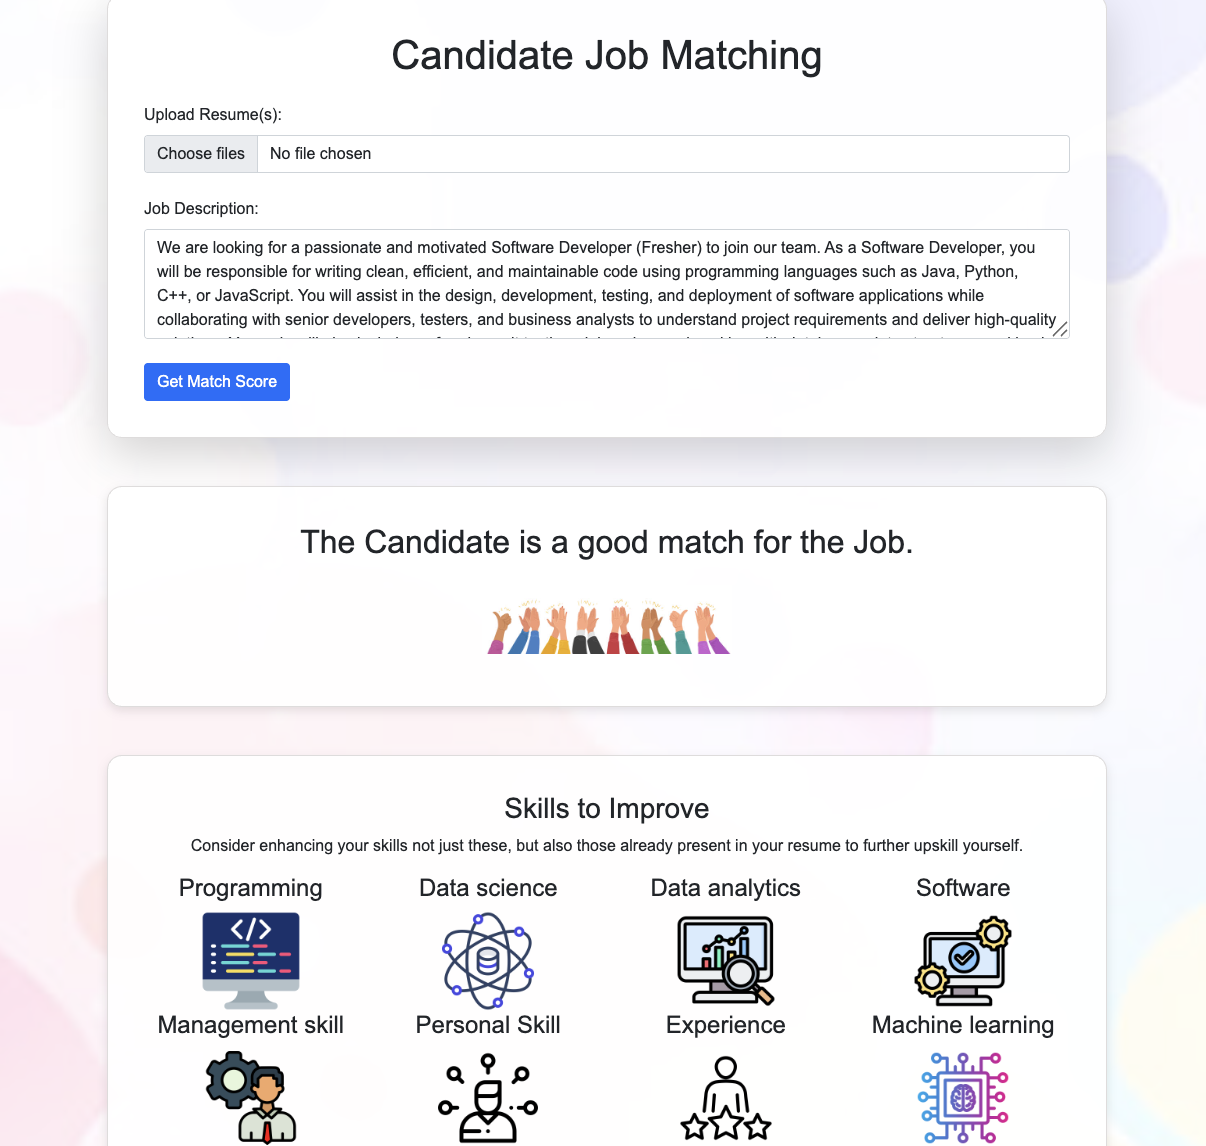 Candidate Job Matching
Upload Resume(s):
Choose files No file chosen
Job Description:
We are looking for a passionate and motivated Software Developer (Fresher) to join our team. As a Software Developer, you
will be responsible for writing clean, efficient, and maintainable code using programming languages such as Java, Python,
C++, or JavaScript. You will assist in the design, development, testing, and deployment of software applications while
collaborating with senior developers, testers, and business analysts to understand project requirements and deliver high-quality
Get Match Score
The Candidate is a good match for the Job.
Skills to Improve
Consider enhancing your skills not just these, but also those already present in your resume to further upskill yourself.
Programming Data science Data analytics Software
Management skill Personal Skill Experience Machine learning